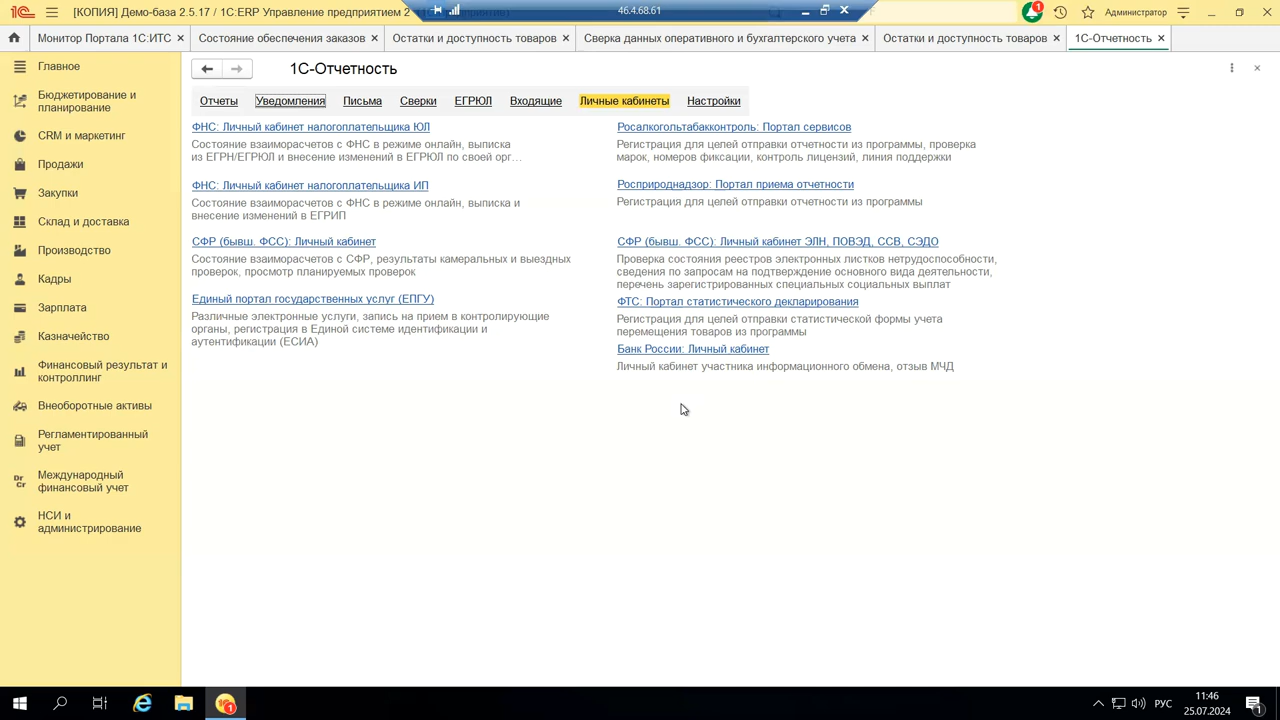 [КОПИЯ] Демо-база 2.5.17 / 1С:ERP Управление предприятием 2
46.4.68.61
1
Администратор
Монитор Портала 1С:ИТС
Состояние обеспечения заказов
Остатки и доступность товаров
Сверка данных оперативного и бухгалтерского учета
Остатки и доступность товаров
1С-Отчетность
Главное
Бюджетирование и
планирование
CRM и маркетинг
Продажи
Закупки
Склад и доставка
Производство
Кадры
Зарплата
Казначейство
Финансовый результат и
контроллинг
Внеоборотные активы
Регламентированный
учет
Dr
Cr
Международный
финансовый учет
НСИ и
администрирование
1С-Отчетность
Отчеты
Уведомления
Письма
Сверки
ЕГРЮЛ
Входящие
Личные кабинеты
Настройки
ФНС: Личный кабинет налогоплательщика ЮЛ
Состояние взаиморасчетов с ФНС в режиме онлайн, выписка
из ЕГРН/ЕГРЮЛ и внесение изменений в ЕГРЮЛ по своей орг…
ФНС: Личный кабинет налогоплательщика ИП
Состояние взаиморасчетов с ФНС в режиме онлайн, выписка и
внесение изменений в ЕГРИП
СФР (бывш. ФСС): Личный кабинет
Состояние взаиморасчетов с СФР, результаты камеральных и выездных
проверок, просмотр планируемых проверок
Единый портал государственных услуг (ЕПГУ)
Различные электронные услуги, запись на прием в контролирующие
органы, регистрация в Единой системе идентификации и
аутентификации (ЕСИА)
Росалкогольтабакконтроль: Портал сервисов
Регистрация для целей отправки отчетности из программы, проверка
марок, номеров фиксации, контроль лицензий, линия поддержки
Росприроднадзор: Портал приема отчетности
Регистрация для целей отправки отчетности из программы
СФР (бывш. ФСС): Личный кабинет ЭЛН, ПОВЭД, ССВ, СЭДО
Проверка состояния реестров электронных листков нетрудоспособности,
сведения по запросам на подтверждение основного вида деятельности,
перечень зарегистрированных специальных социальных выплат
ФТС: Портал статистического декларирования
Регистрация для целей отправки статистической формы учета
перемещения товаров из программы
Банк России: Личный кабинет
Личный кабинет участника информационного обмена, отзыв МЧД
1
РУС
11:46
25.07.2024
1